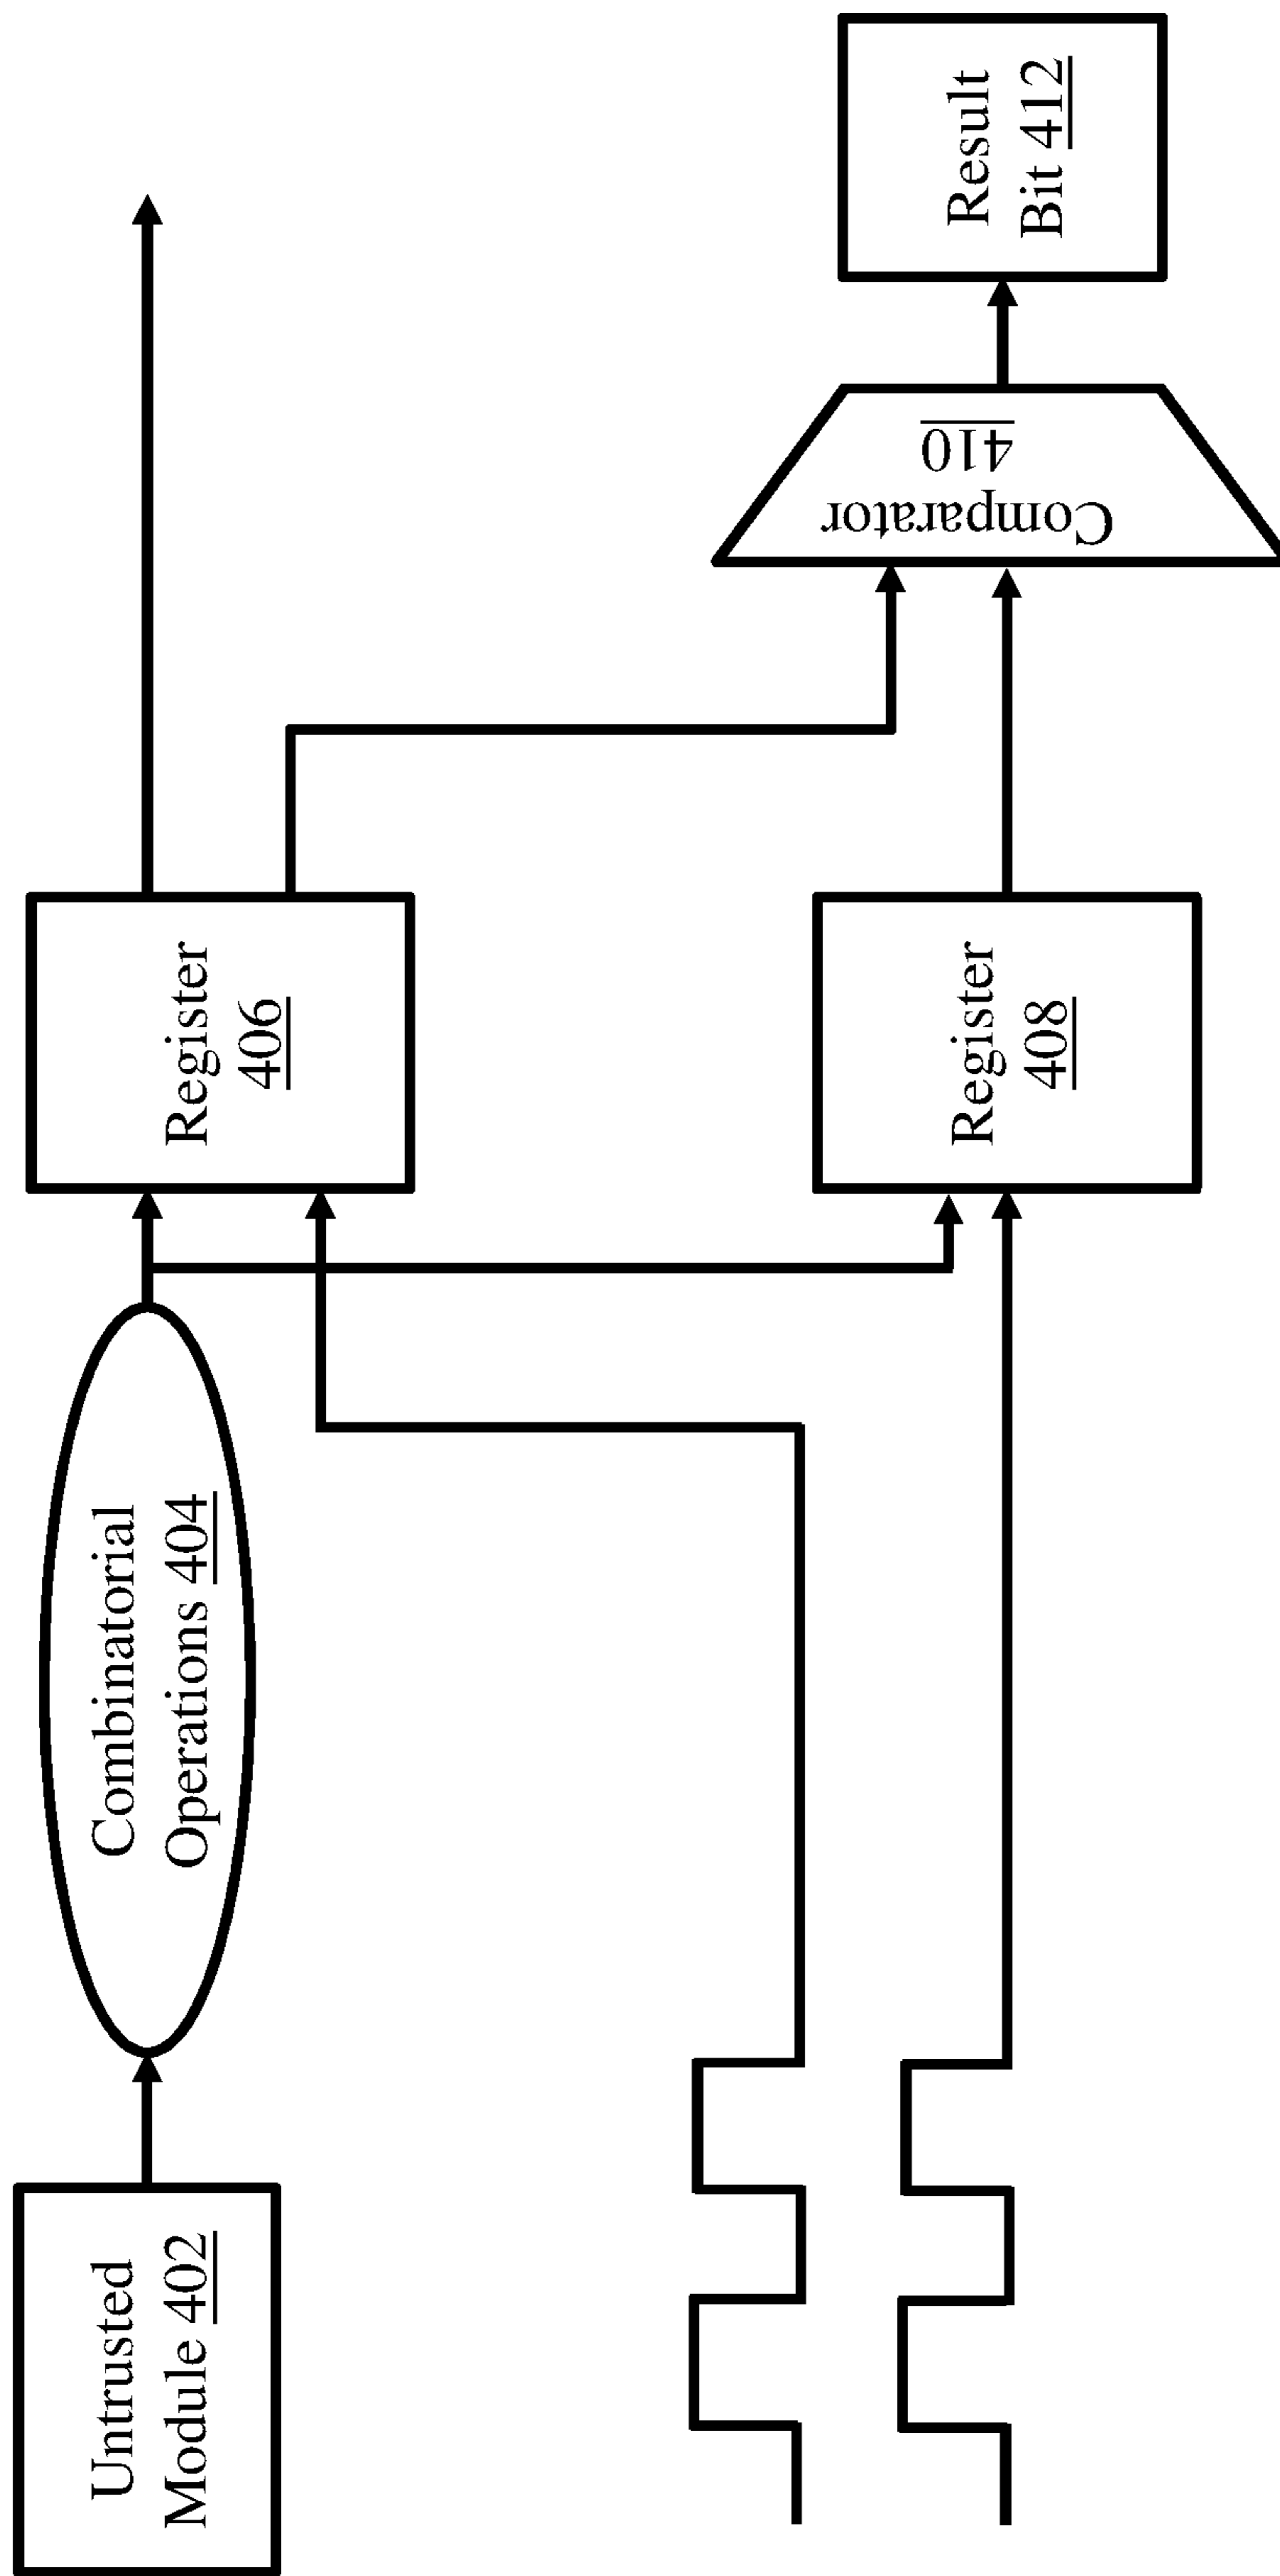 Untrusted
Module 402
Combinatorial
Operations 404
Register
406
Register
408
Comparator
410
Result
Bit 412